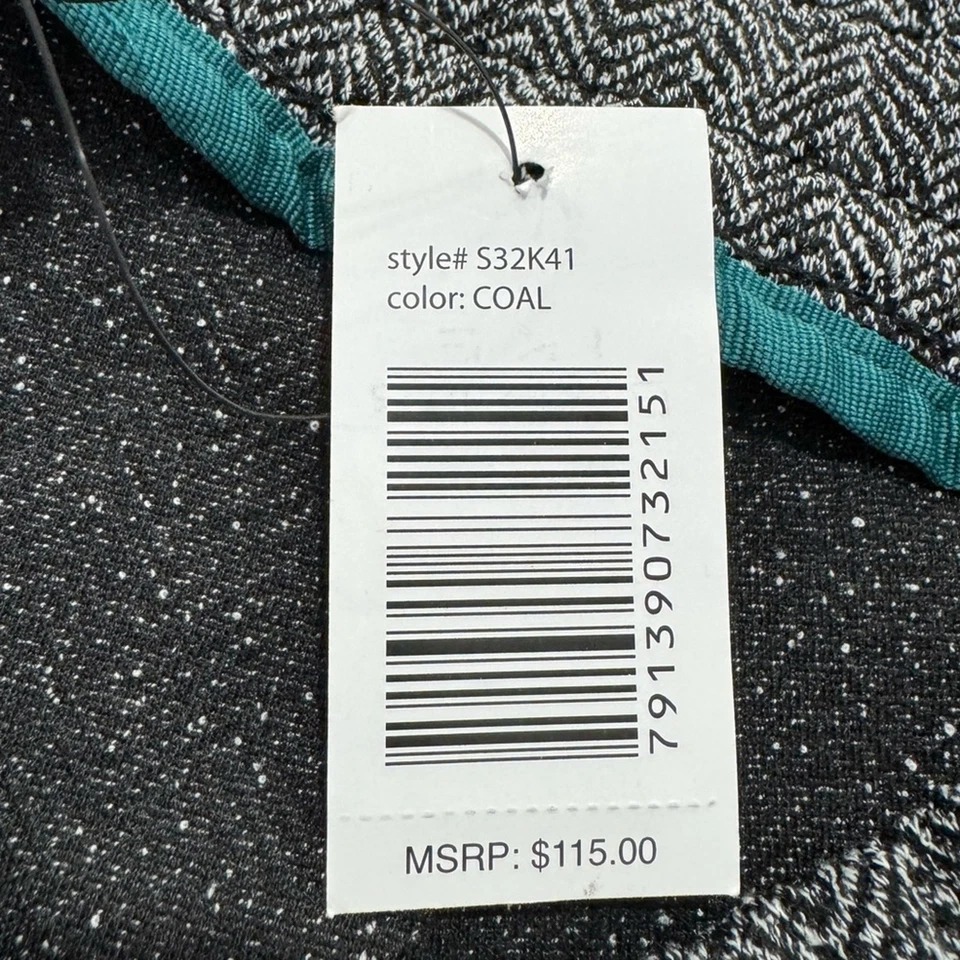 style# S32K41
color: COAL
791390732151
MSRP: $115.00